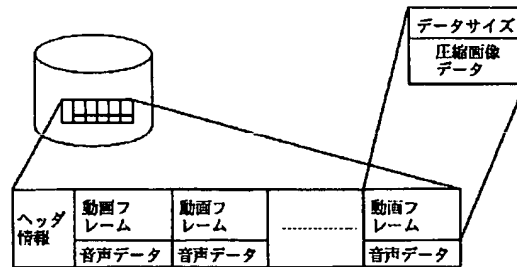 データサイズ
圧縮画像
データ
ヘッダ
情報
動画フ
レーム
音声データ
動画フ
レーム
音声データ
動画フ
レーム
音声データ